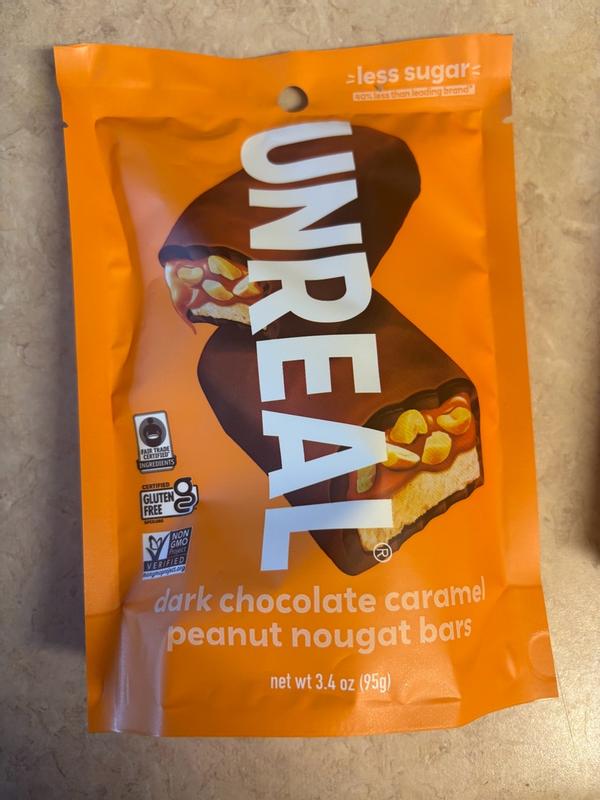 less sugar
UNREAL®
FAIR TRADE
CERTIFIED
INGREDIENTS
CERTIFIED
GLUTEN
FREE
NON
GMO
Project
VERIFIED
nongmoproject.org
dark chocolate caramel
peanut nougat bars
net wt 3.4 oz (95g)